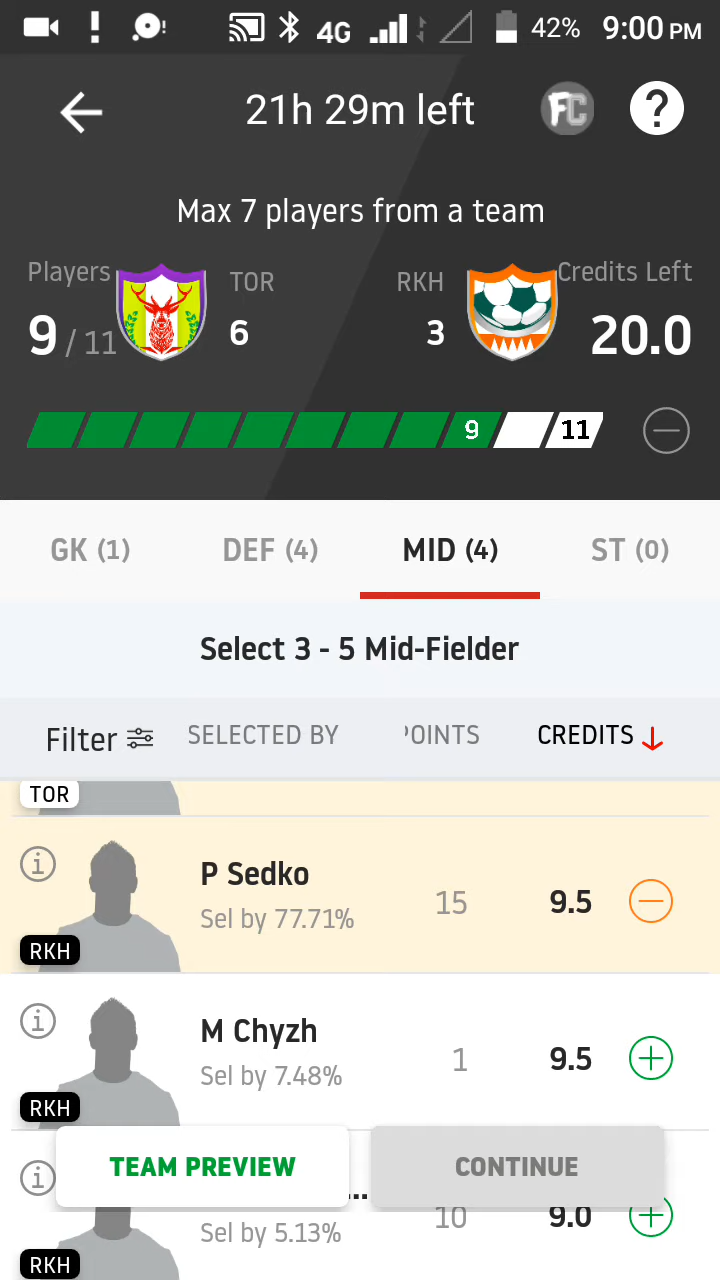 4G 42% 9:00 PM
21h 29m left FC ?
Max 7 players from a team
Players TOR RKH Credits Left
9 / 11 6 3 20.0
9 11
GK (1) DEF (4) MID (4) ST (0)
Select 3 - 5 Mid-Fielder
Filter SELECTED BY POINTS CREDITS
TOR
i P Sedko
Sel by 77.71% 15 9.5
RKH
i M Chyzh
Sel by 7.48% 1 9.5
RKH
TEAM PREVIEW ... CONTINUE
i Sel by 5.13% 10 9.0
RKH